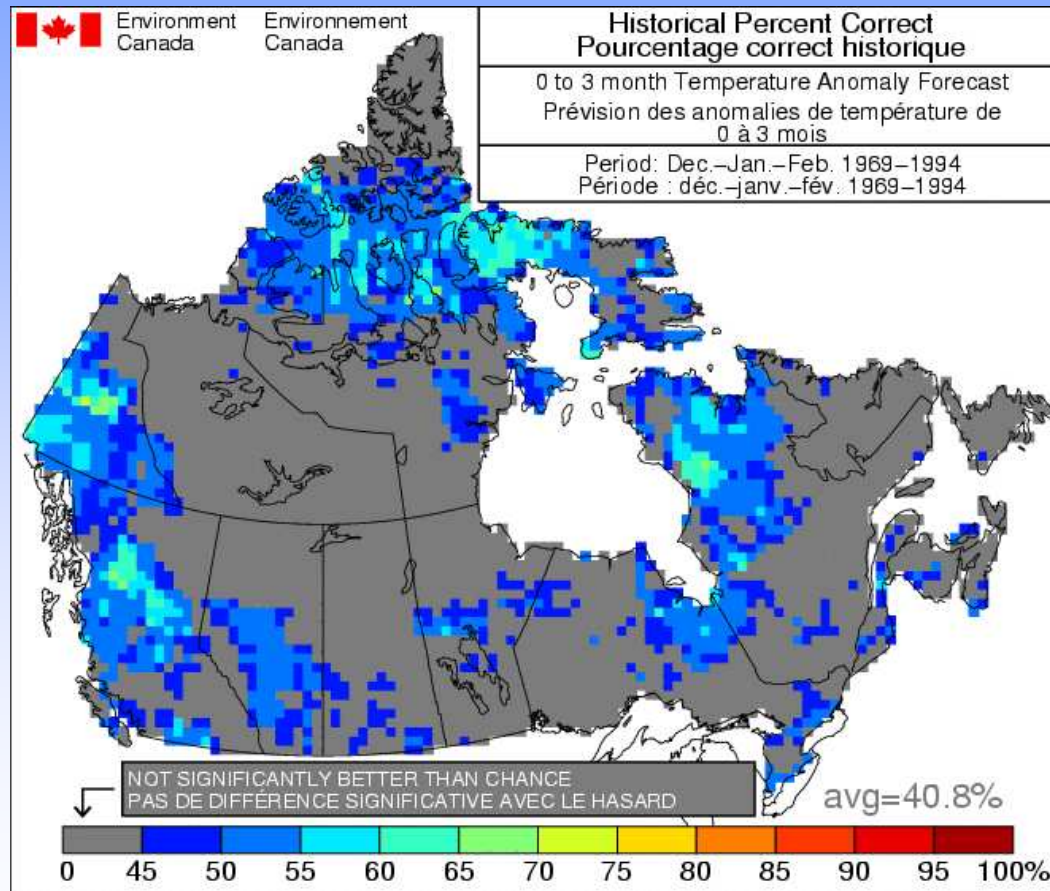 Environment Environnement
Canada Canada
Historical Percent Correct
Pourcentage correct historique
0 to 3 month Temperature Anomaly Forecast
Prévision des anomalies de température de
0 à 3 mois
Period: Dec.–Jan.–Feb. 1969–1994
Période : déc.–janv.–fév. 1969–1994
NOT SIGNIFICANTLY BETTER THAN CHANCE
PAS DE DIFFÉRENCE SIGNIFICATIVE AVEC LE HASARD
avg=40.8%
0 45 50 55 60 65 70 75 80 85 90 95 100%